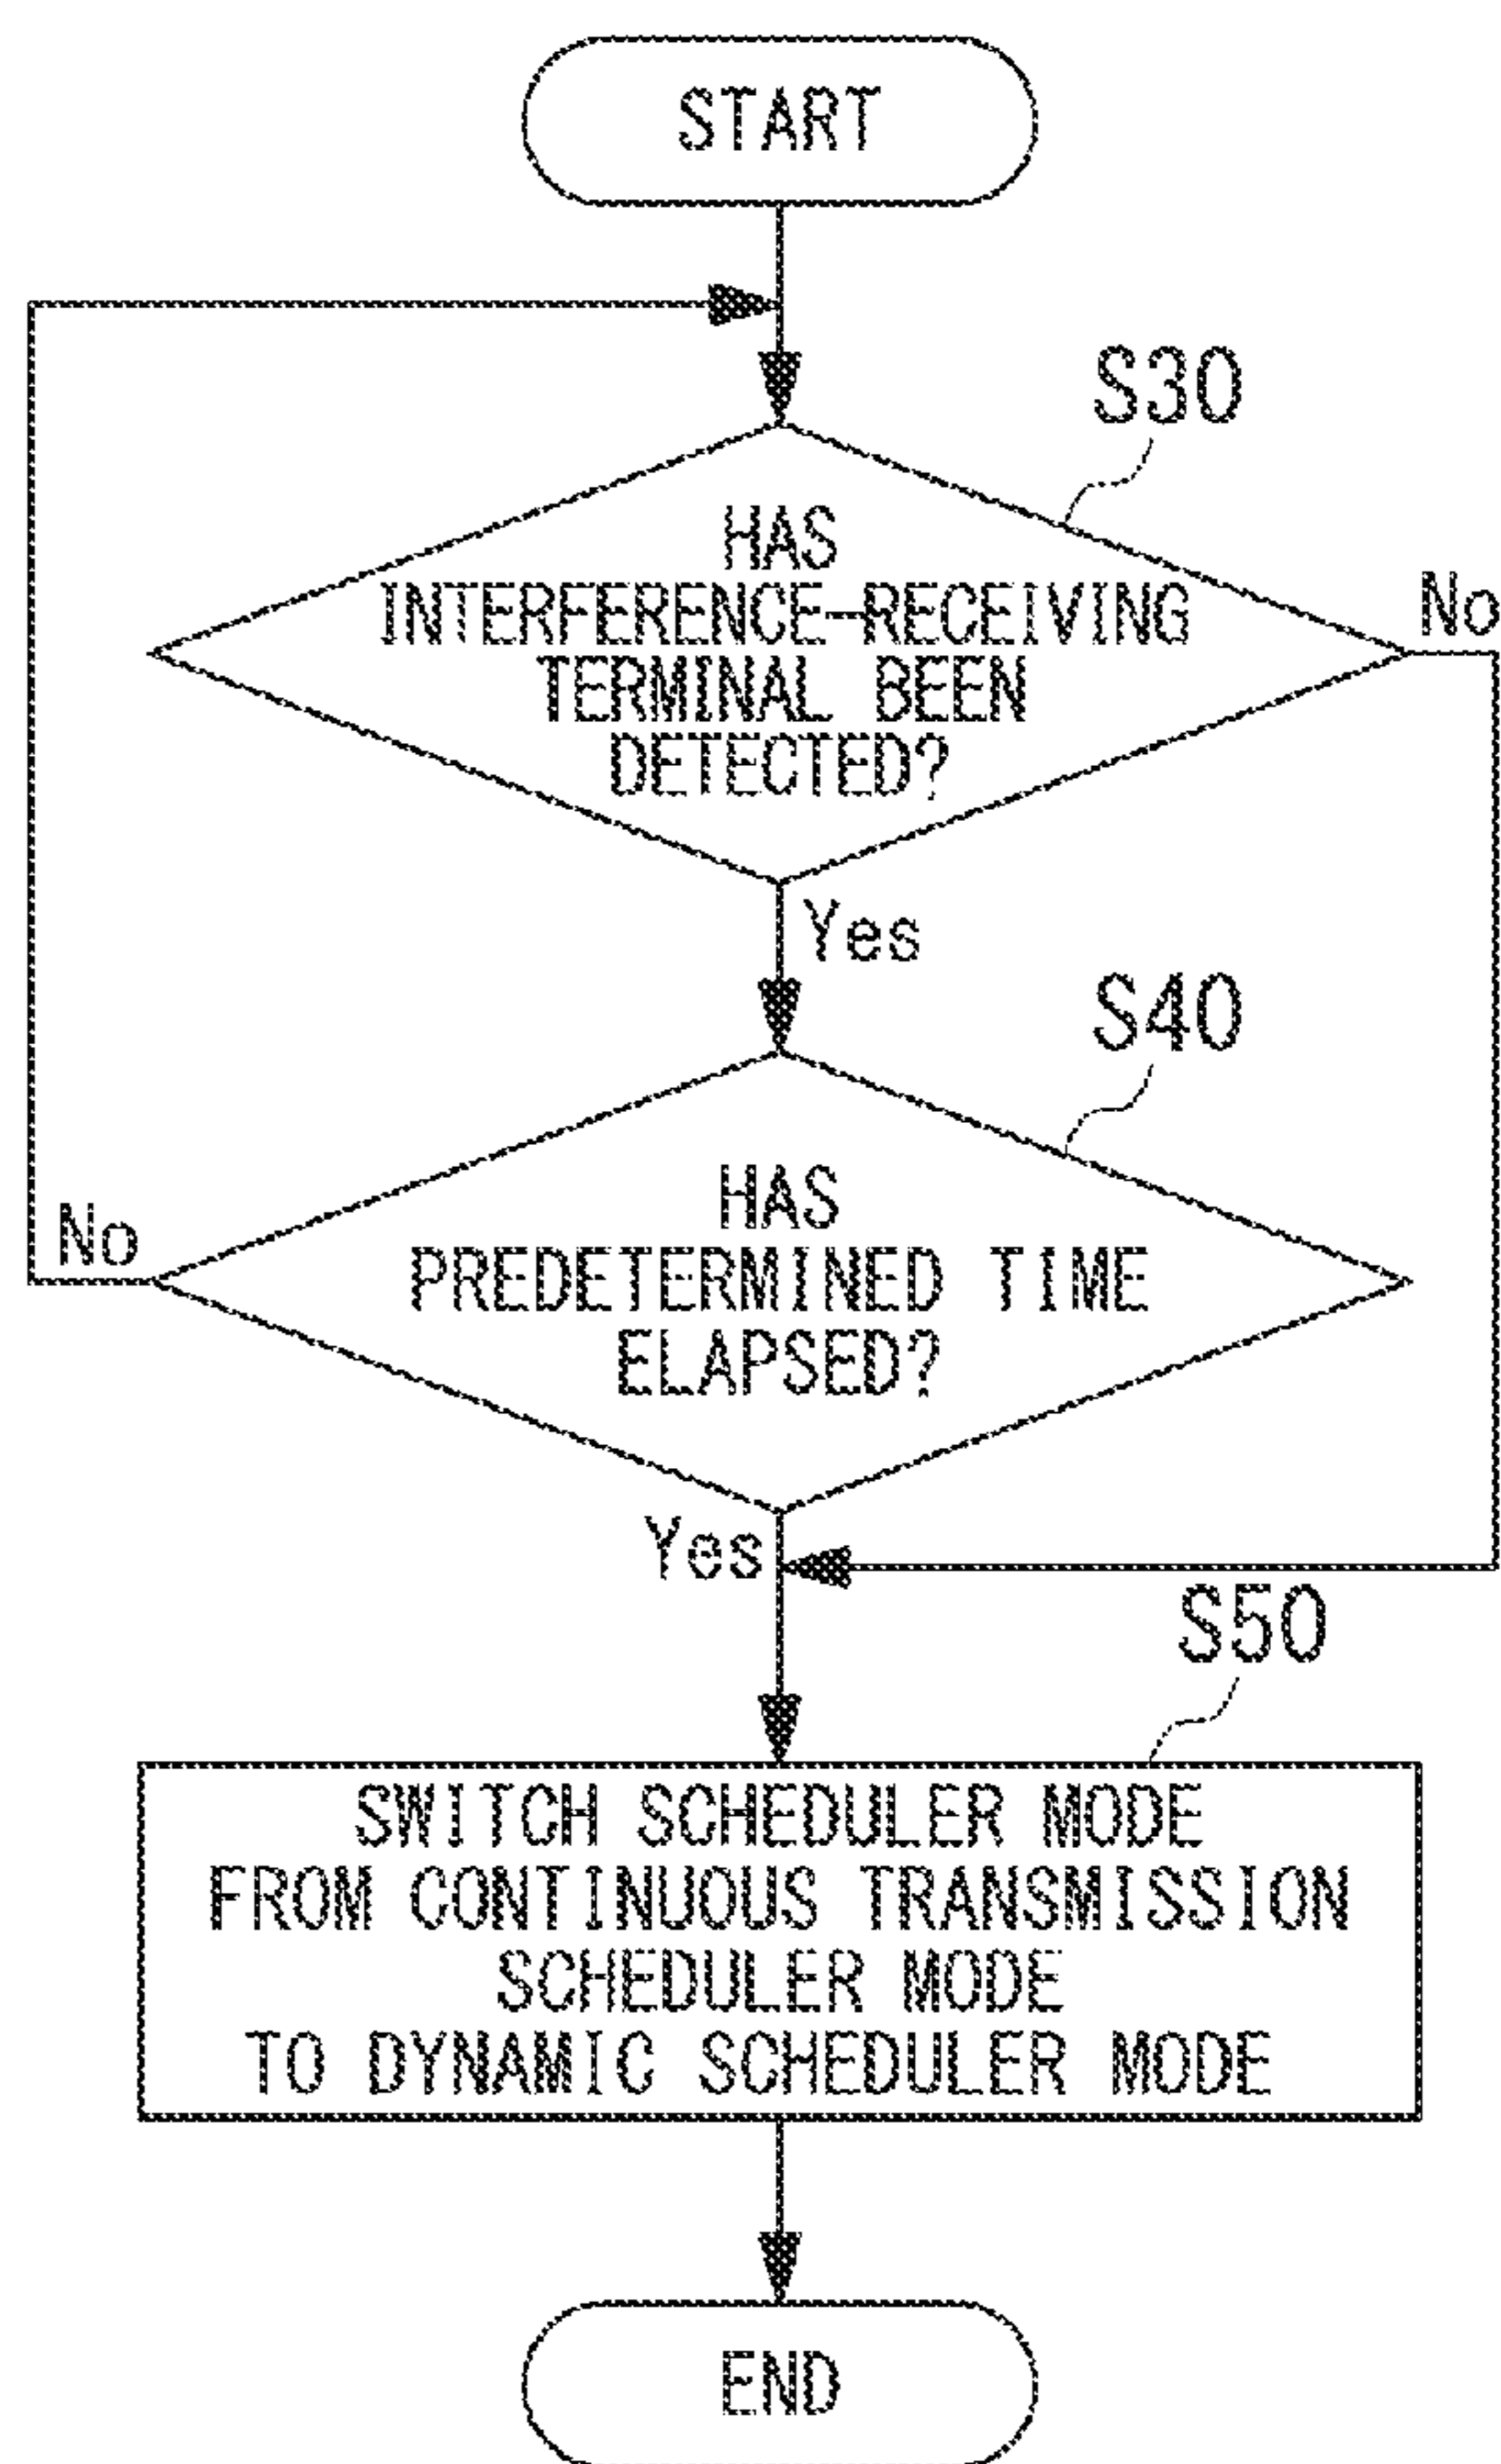 START
S30
HAS
INTERFERENCE-RECEIVING
TERMINAL BEEN
DETECTED?
No
Yes
S40
HAS
PREDETERMINED TIME
ELAPSED?
No
Yes
S50
SWITCH SCHEDULER MODE
FROM CONTINUOUS TRANSMISSION
SCHEDULER MODE
TO DYNAMIC SCHEDULER MODE
END